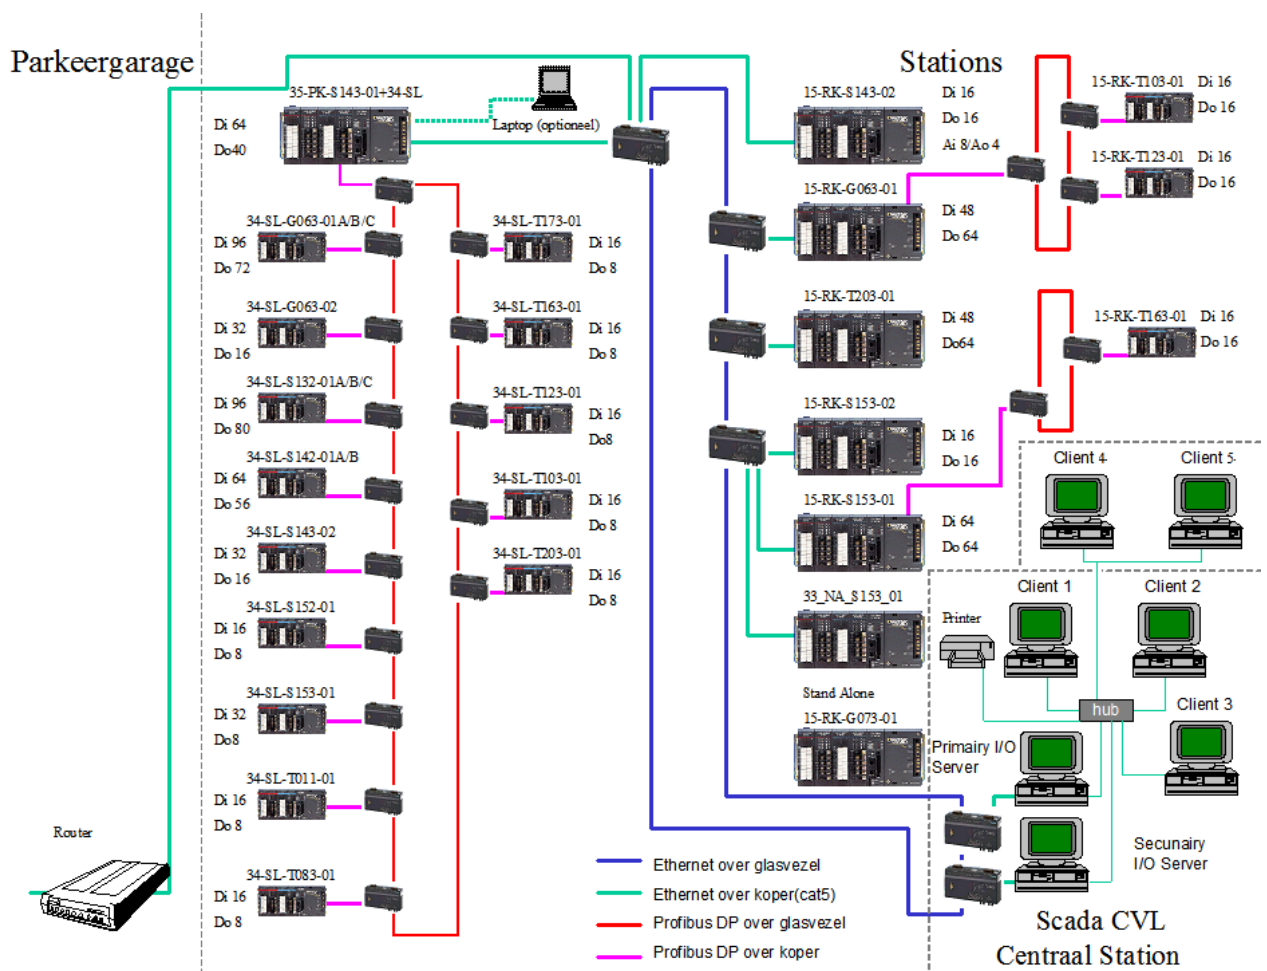 Parkeergarage
Stations
35-PK-S143-01+34-SL
Di 64
Do40
Laptop (optioneel)
34-SL-G063-01A/B/C
Di 96
Do 72
34-SL-G063-02
Di 32
Do 16
34-SL-S132-01A/B/C
Di 96
Do 80
34-SL-S142-01A/B
Di 64
Do 56
34-SL-S143-02
Di 32
Do 16
34-SL-S152-01
Di 16
Do 8
34-SL-S153-01
Di 32
Do8
34-SL-T011-01
Di 16
Do 8
34-SL-T083-01
Di 16
Do 8
34-SL-T173-01
Di 16
Do 8
34-SL-T163-01
Di 16
Do 8
34-SL-T123-01
Di 16
Do8
34-SL-T103-01
Di 16
Do 8
34-SL-T203-01
Di 16
Do 8
Router
15-RK-S143-02
Di 16
Do 16
Ai 8/Ao 4
15-RK-G063-01
Di 48
Do 64
15-RK-T203-01
Di 48
Do64
15-RK-S153-02
Di 16
Do 16
15-RK-S153-01
Di 64
Do 64
33_NA_S153_01
Stand Alone
15-RK-G073-01
15-RK-T103-01
Di 16
Do 16
15-RK-T123-01
Di 16
Do 16
15-RK-T163-01
Di 16
Do 16
Client 4
Client 5
Client 1
Client 2
Printer
hub
Client 3
Primairy I/O
Server
Secunairy
I/O Server
Scada CVL
Centraal Station
Ethernet over glasvezel
Ethernet over koper(cat5)
Profibus DP over glasvezel
Profibus DP over koper